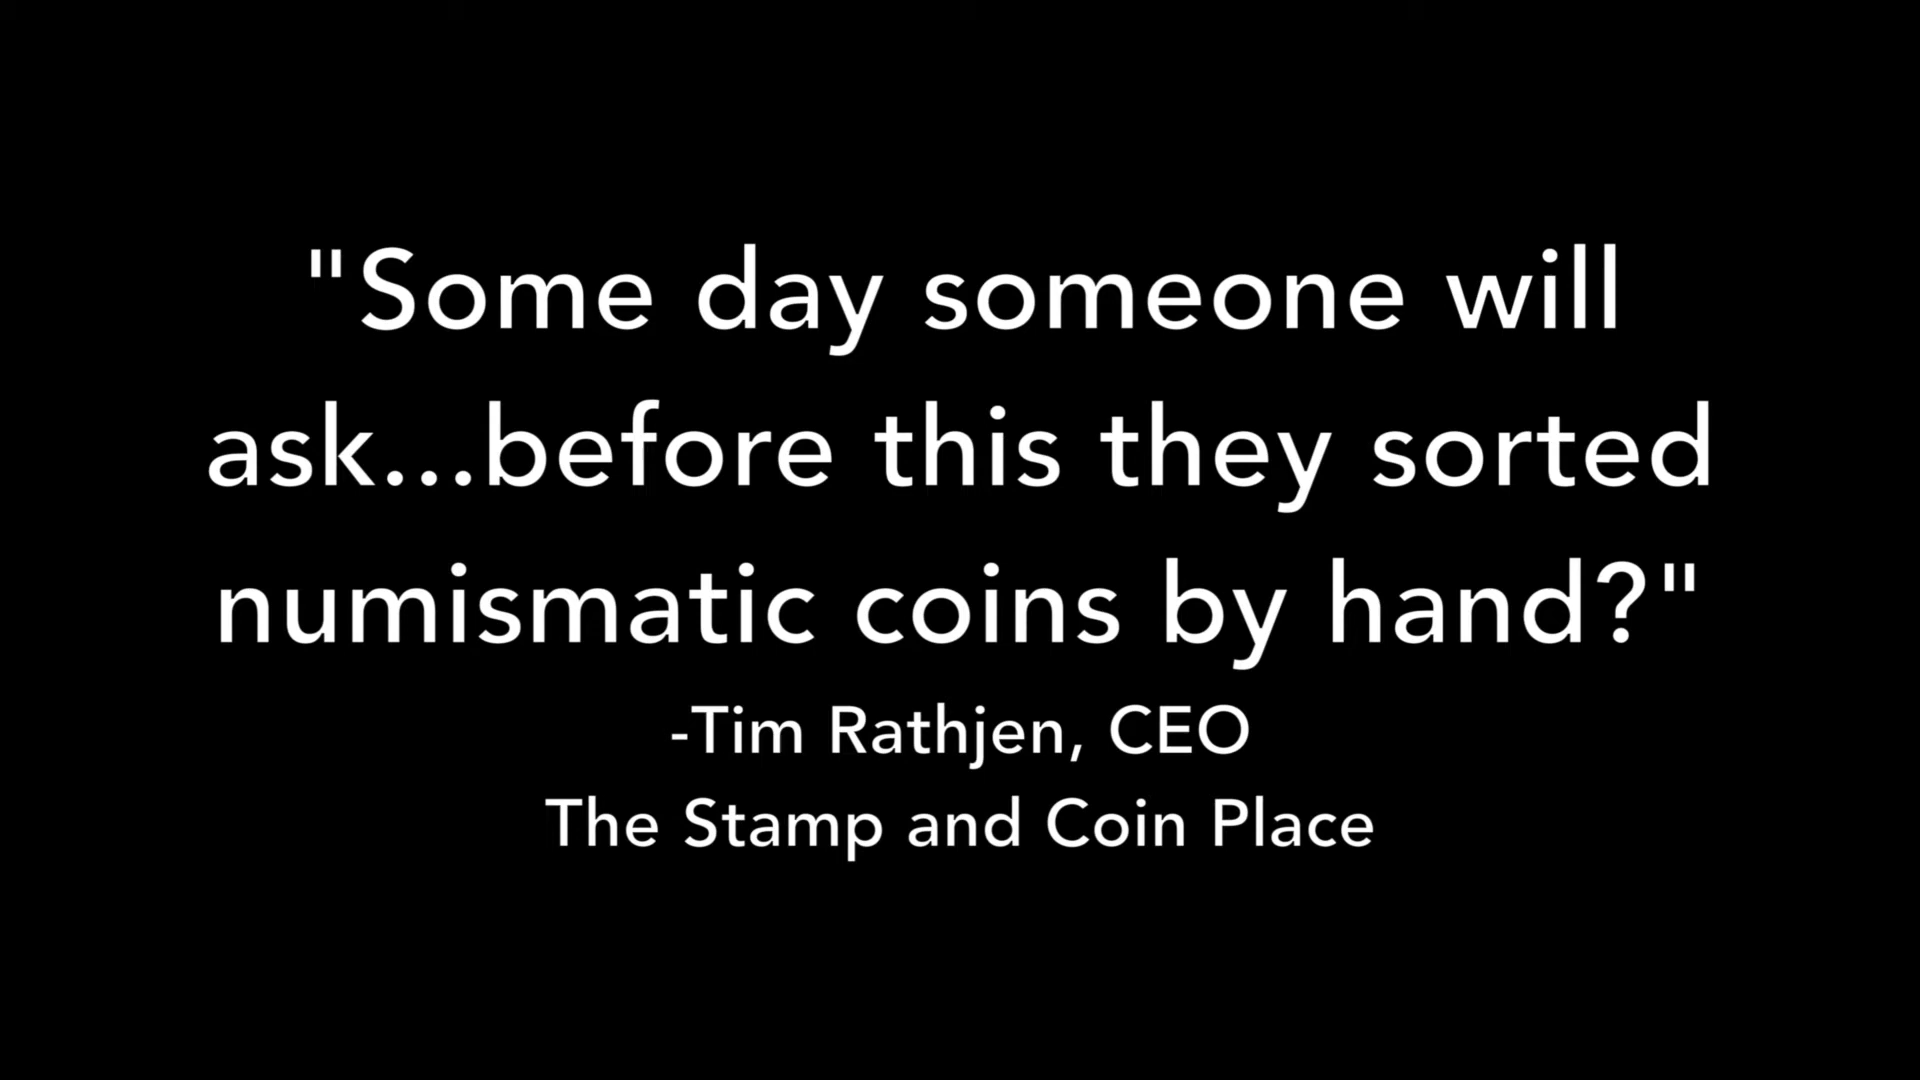 "Some day someone will
ask...before this they sorted
numismatic coins by hand?"
-Tim Rathjen, CEO
The Stamp and Coin Place